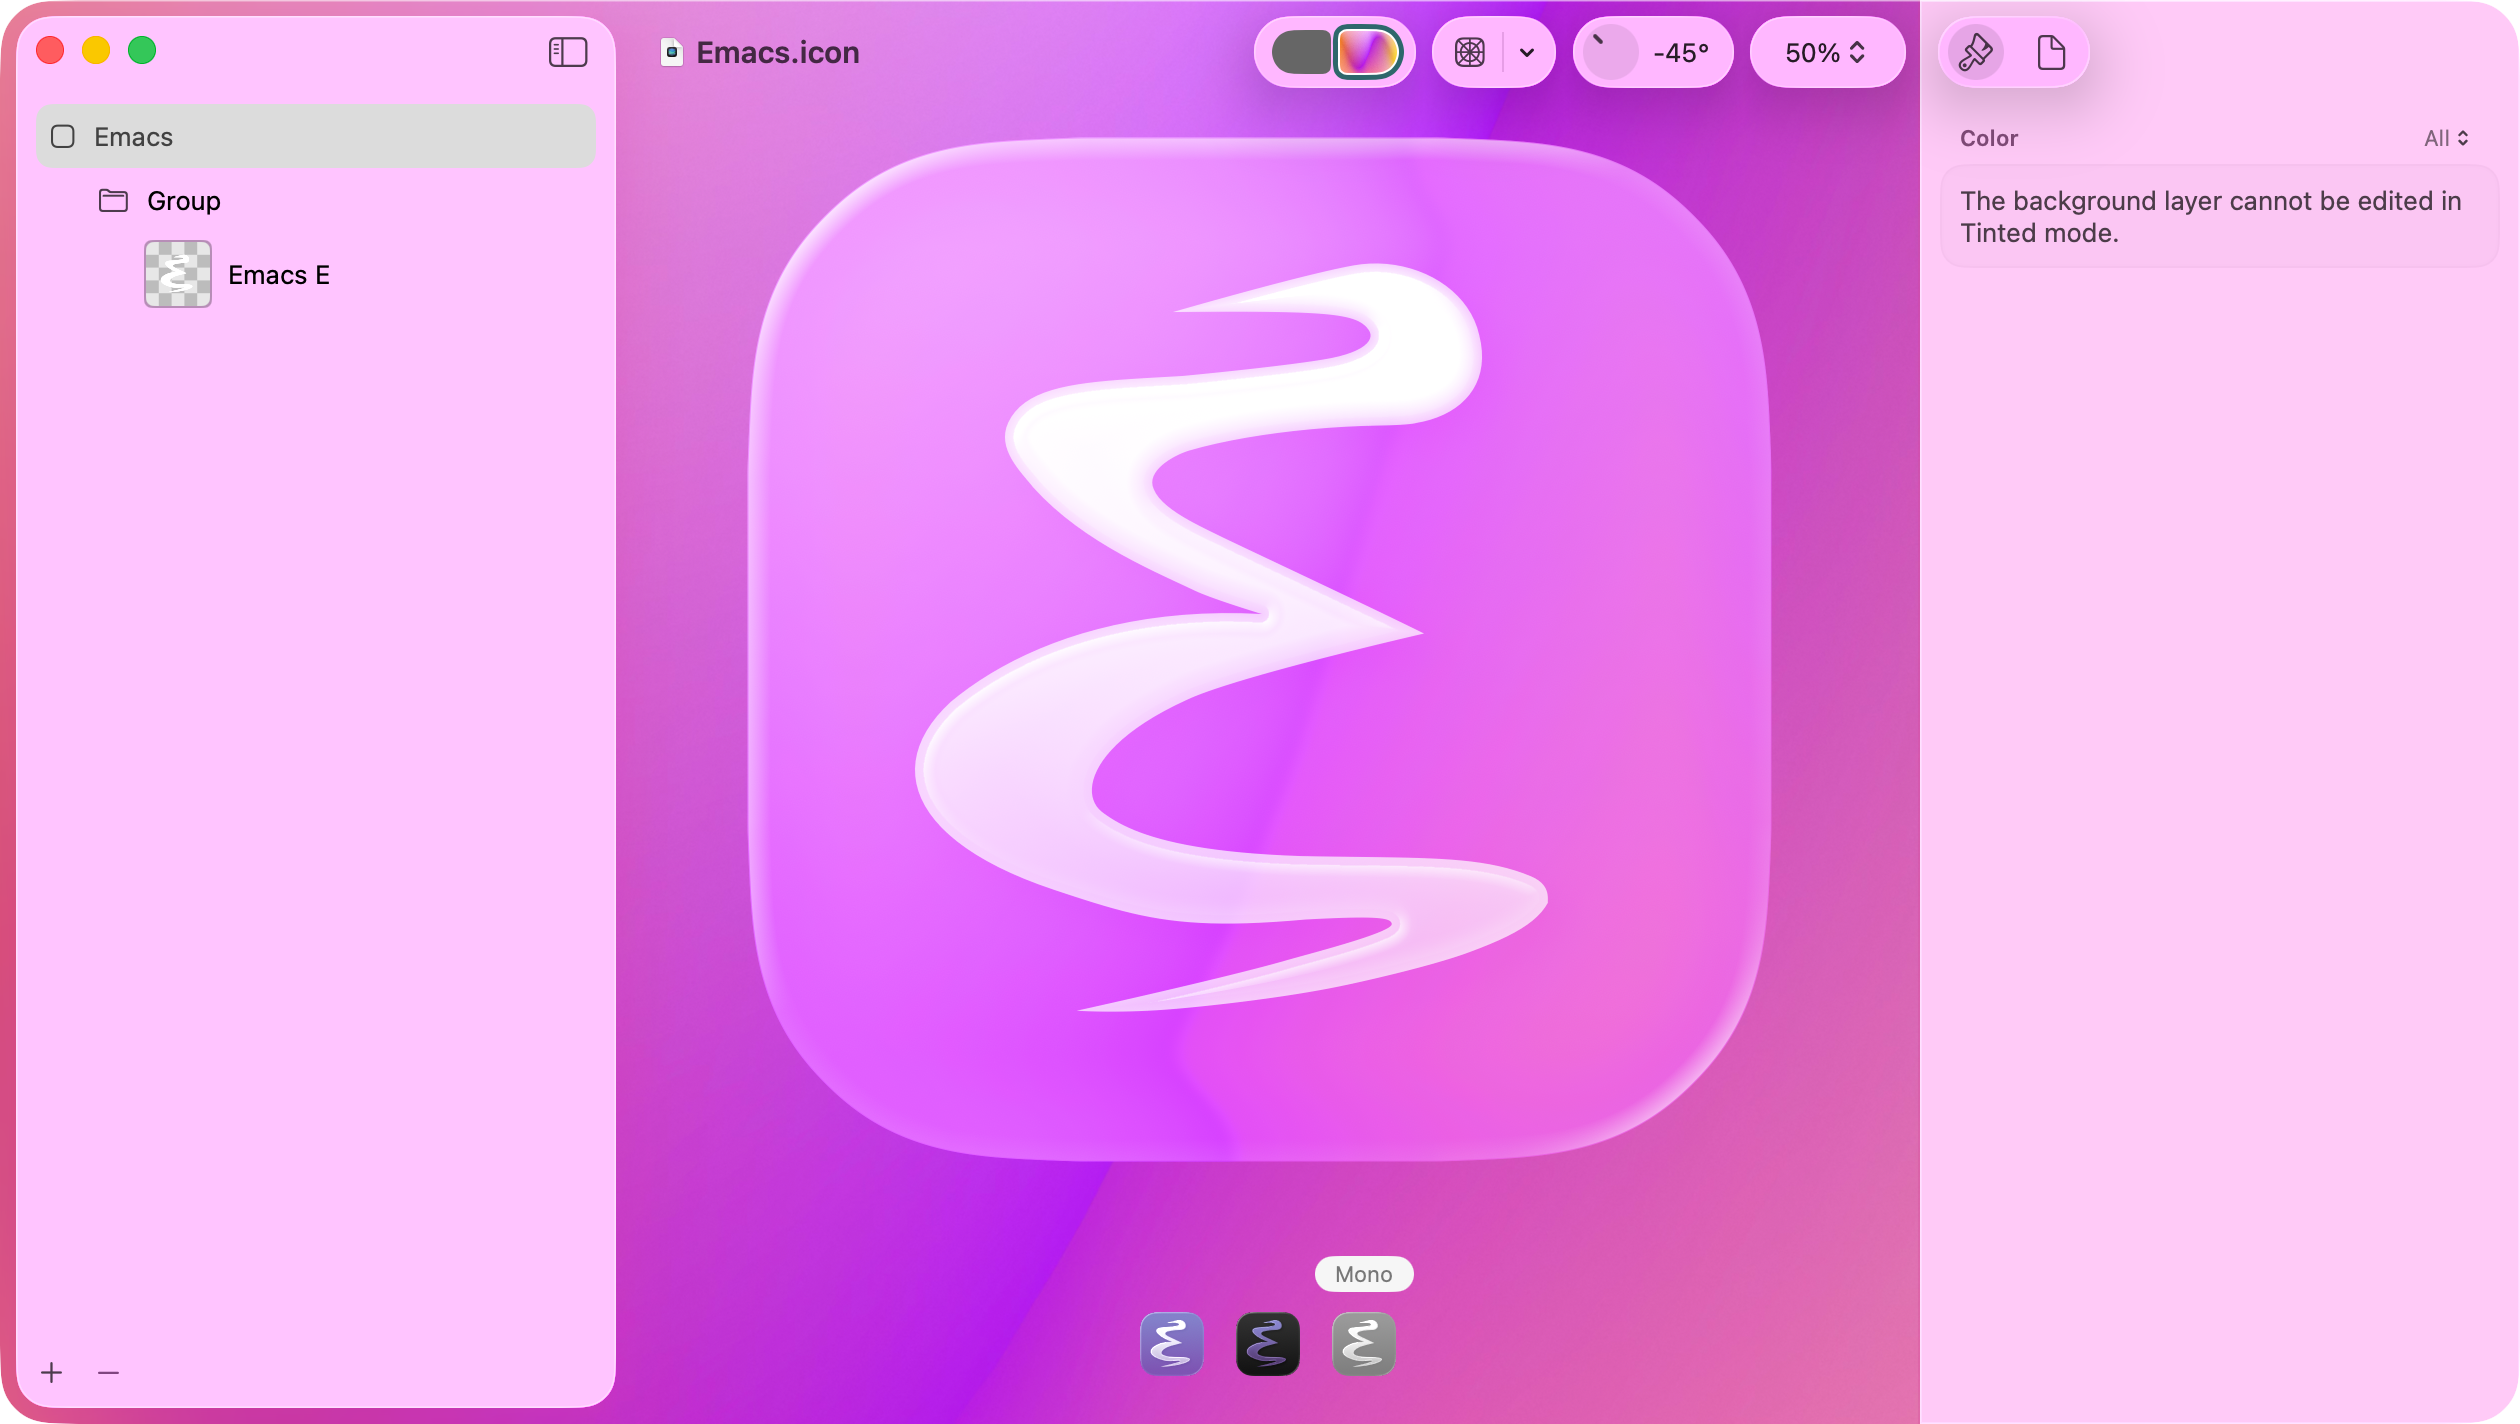 Emacs.icon
-45°
50%
Emacs
Group
Emacs E
Color
All
The background layer cannot be edited in
Tinted mode.
Mono